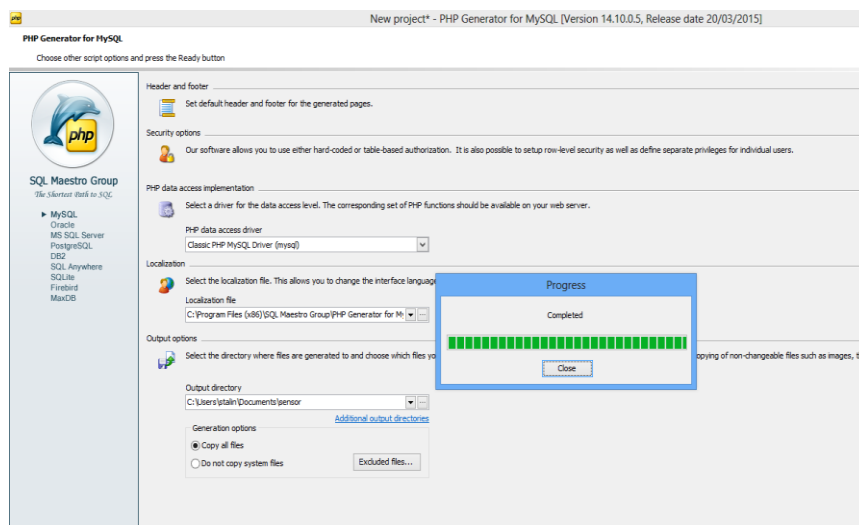 php
New project* - PHP Generator for MySQL [Version 14.10.0.5, Release date 20/03/2015]
PHP Generator for MySQL
Choose other script options and press the Ready button
php
SQL Maestro Group
The Shortest Path to SQL
MySQL
Oracle
MS SQL Server
PostgreSQL
DB2
SQL Anywhere
SQLite
Firebird
MaxDB
Header and footer
Set default header and footer for the generated pages.
Security options
Our software allows you to use either hard-coded or table-based authorization. It is also possible to setup row-level security as well as define separate privileges for individual users.
PHP data access implementation
Select a driver for the data access level. The corresponding set of PHP functions should be available on your web server.
PHP data access driver
Classic PHP MySQL Driver (mysql)
Localization
Select the localization file. This allows you to change the interface language
Localization file
C:\Program Files (x86)\SQL Maestro Group\PHP Generator for M
Output options
Select the directory where files are generated to and choose which files yo
opying of non-changeable files such as images, t
Output directory
C:\Users\stalin\Documents\sensor
Additional output directories
Generation options
Copy all files
Do not copy system files
Excluded files...
Progress
Completed
Close